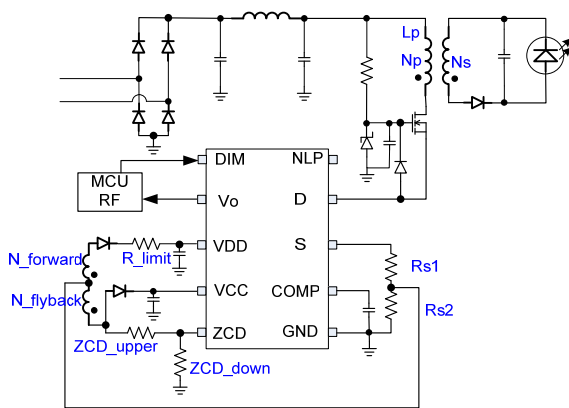 Lp
Np
Ns
DIM
NLP
MCU
RF
Vo
D
VDD
S
N_forward
R_limit
Rs1
N_flyback
VCC
COMP
Rs2
ZCD_upper
ZCD
GND
ZCD_down